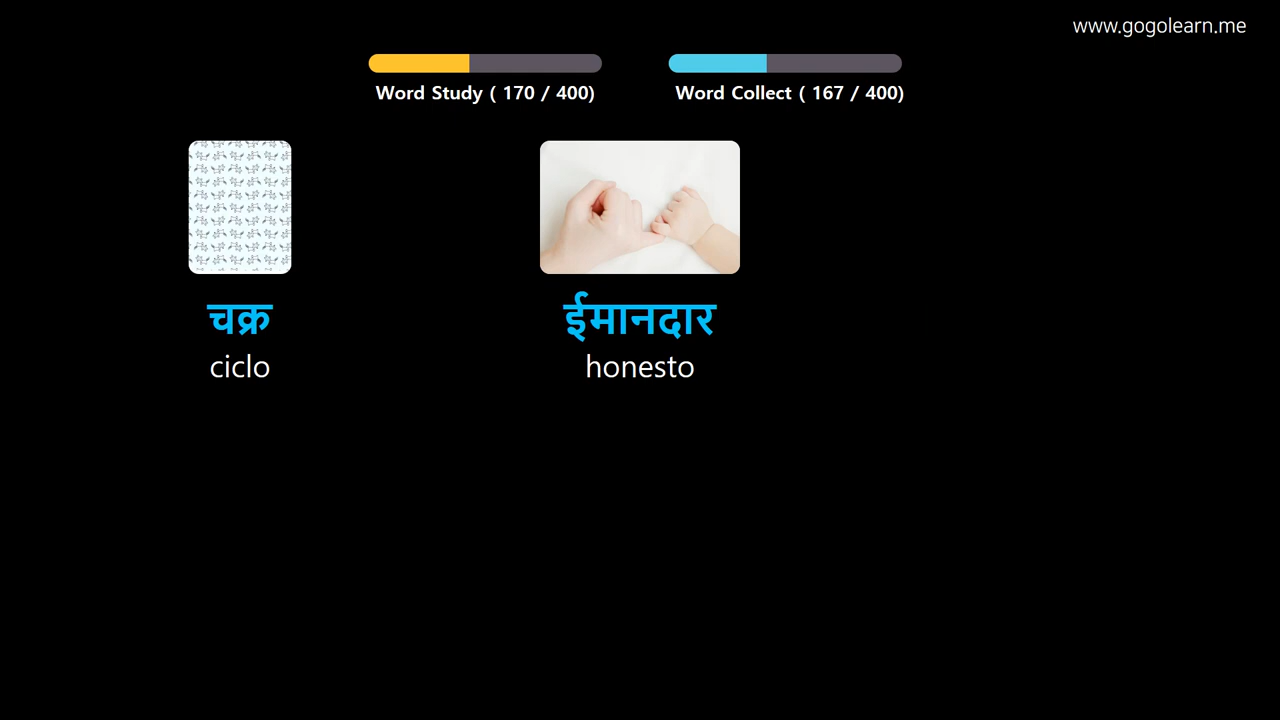 www.gogolearn.me
Word Study ( 170 / 400)
Word Collect ( 167 / 400)
चक्र
ciclo
ईमानदार
honesto